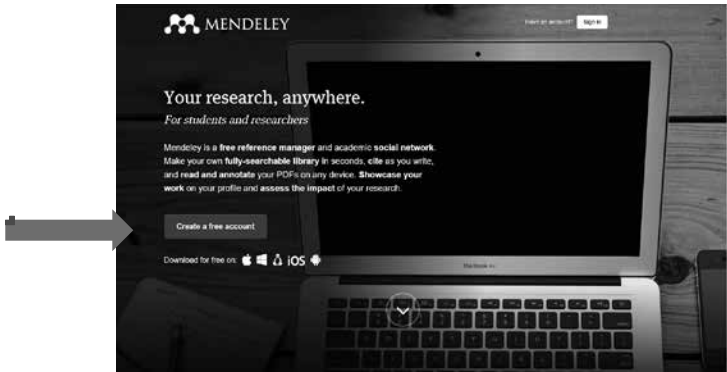 MENDELEY
Have an account? Sign in
Your research, anywhere.
For students and researchers
Mendeley is a free reference manager and academic social network.
Make your own fully-searchable library in seconds, cite as you write,
and read and annotate your PDFs on any device. Showcase your
work on your profile and assess the impact of your research.
Create a free account
Download for free on: iOS